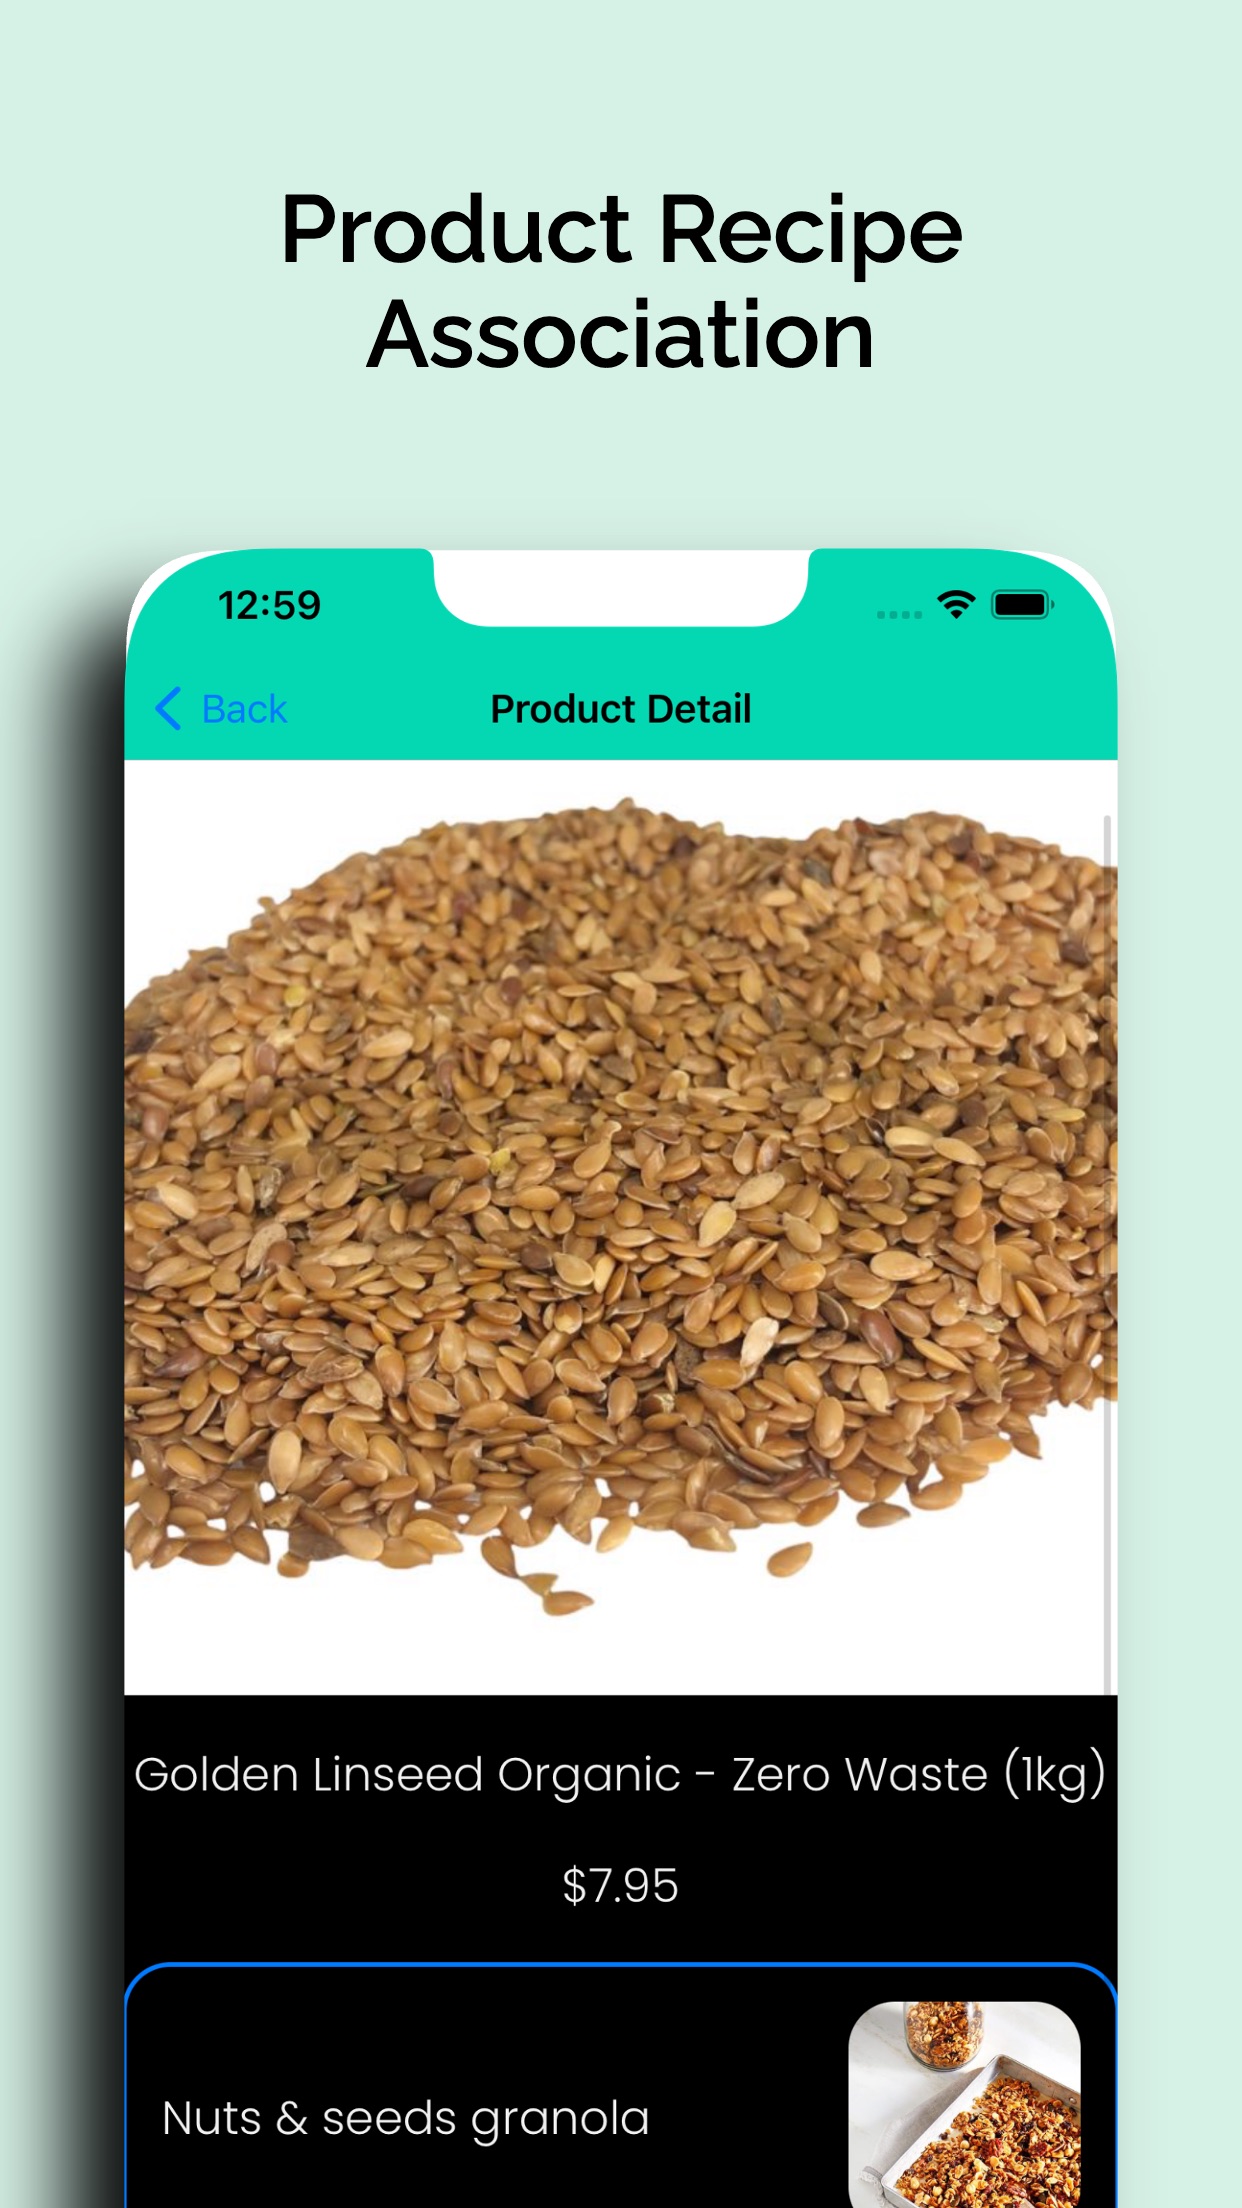 Product Recipe
Association
12:59
Back
Product Detail
Golden Linseed Organic - Zero Waste (1kg)
$7.95
Nuts & seeds granola